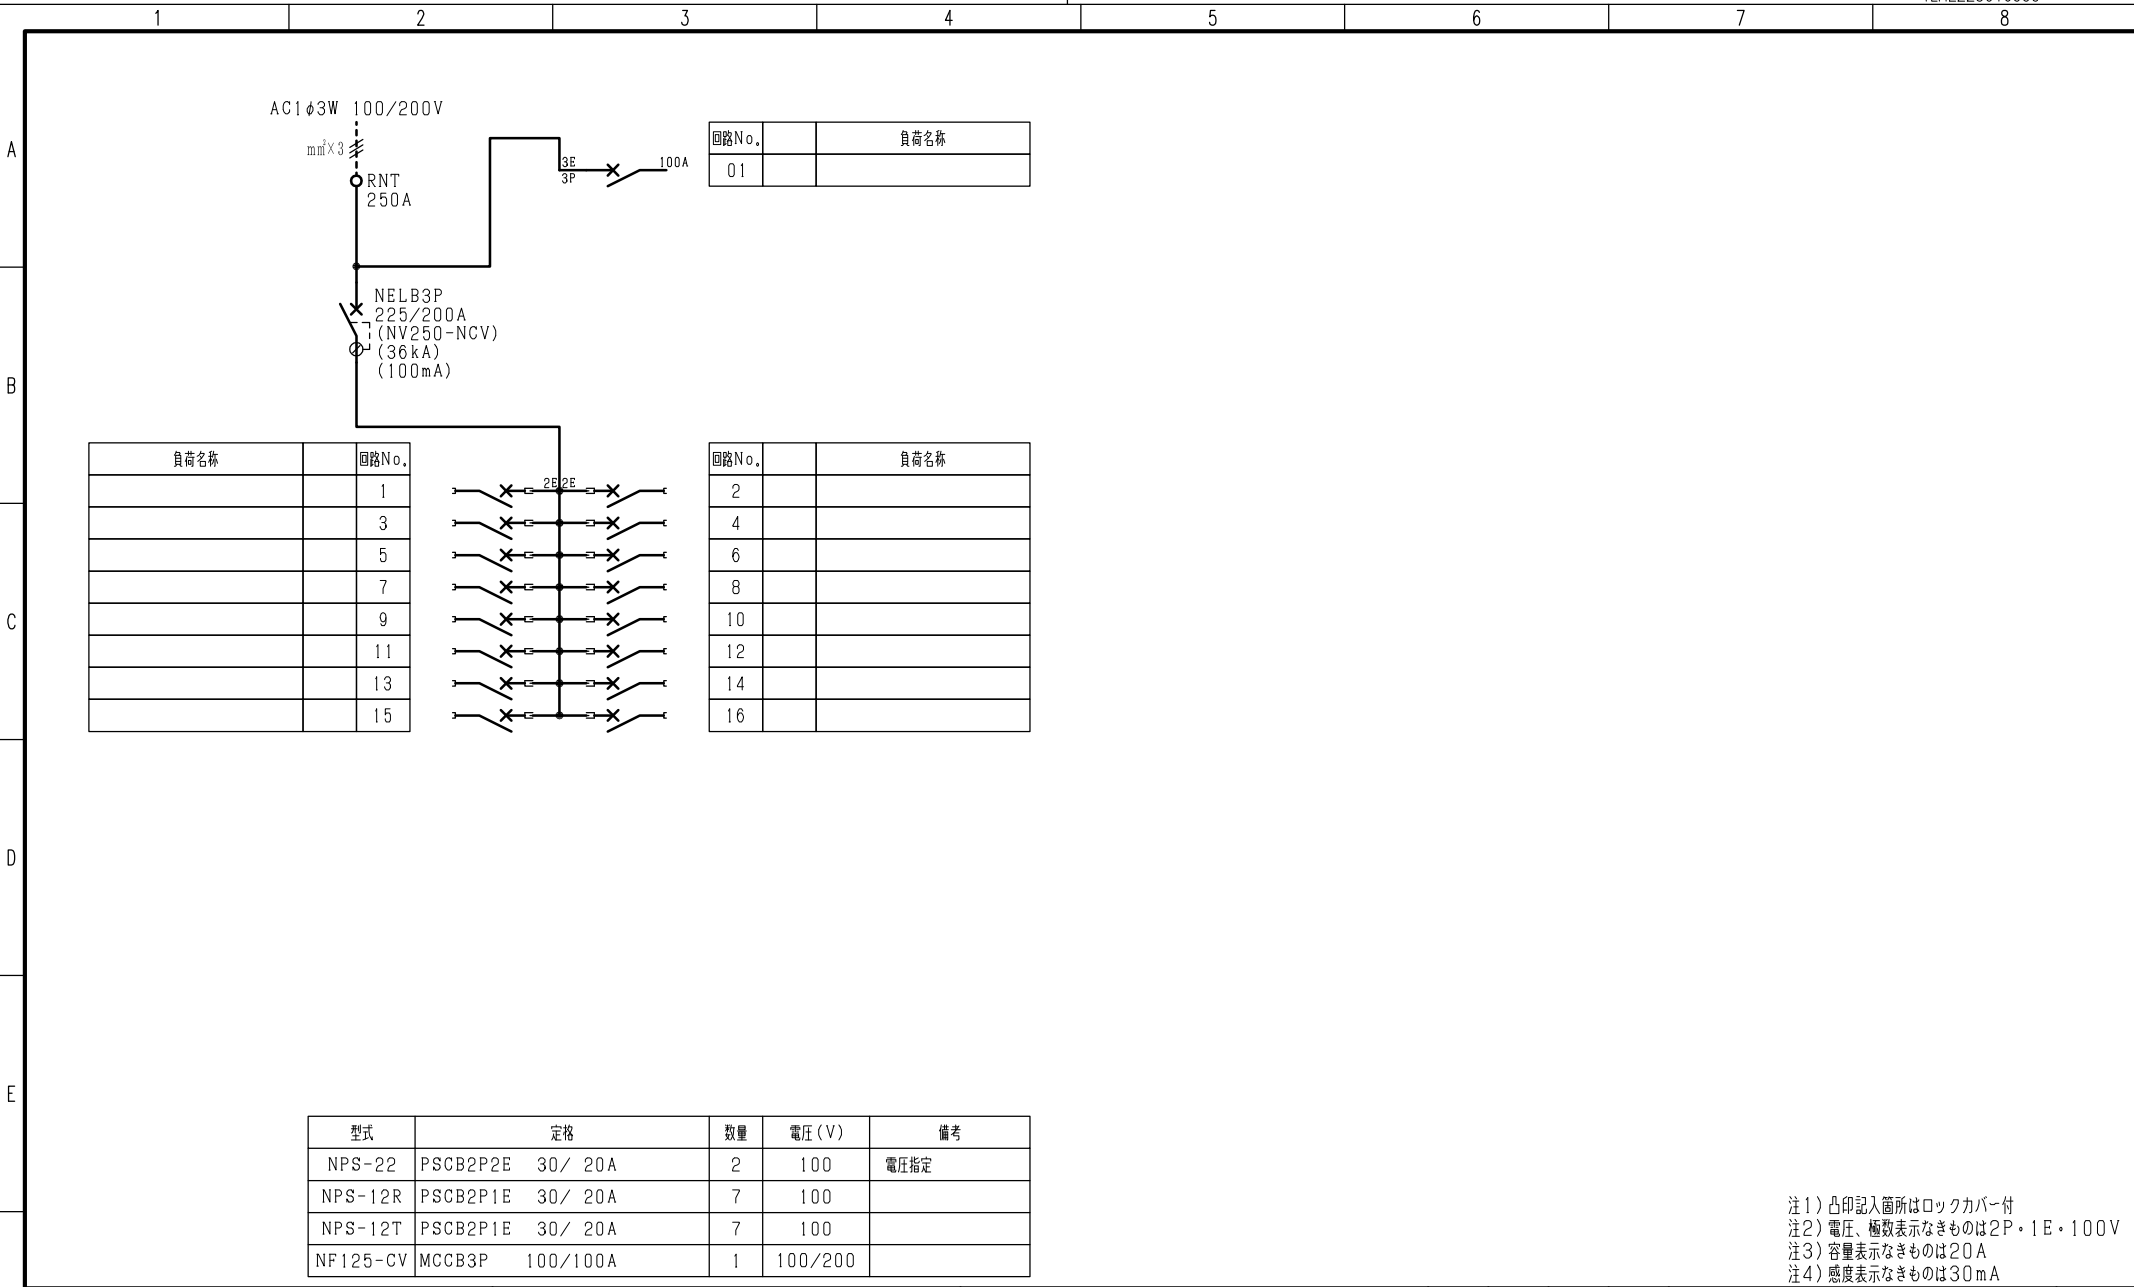 1 2 3 4 5 6 7 8
A
AC1φ3W 100/200V
mm²×3
RNT
250A
3E
3P
100A
回路No. 負荷名称
01
NELB3P
225/200A
(NV250-NCV)
(36kA)
(100mA)
B
負荷名称 回路No.
1
3
5
7
9
11
13
15
2E 2E
回路No. 負荷名称
2
4
6
8
10
12
14
16
C
D
E
型式 定格 数量 電圧(V) 備考
NPS-22 PSCB2P2E 30/ 20A 2 100 電圧指定
NPS-12R PSCB2P1E 30/ 20A 7 100
NPS-12T PSCB2P1E 30/ 20A 7 100
NF125-CV MCCB3P 100/100A 1 100/200
注1)凸印記入箇所はロックカバー付
注2)電圧、極数表示なきものは2P・1E・100V
注3)容量表示なきものは20A
注4)感度表示なきものは30mA